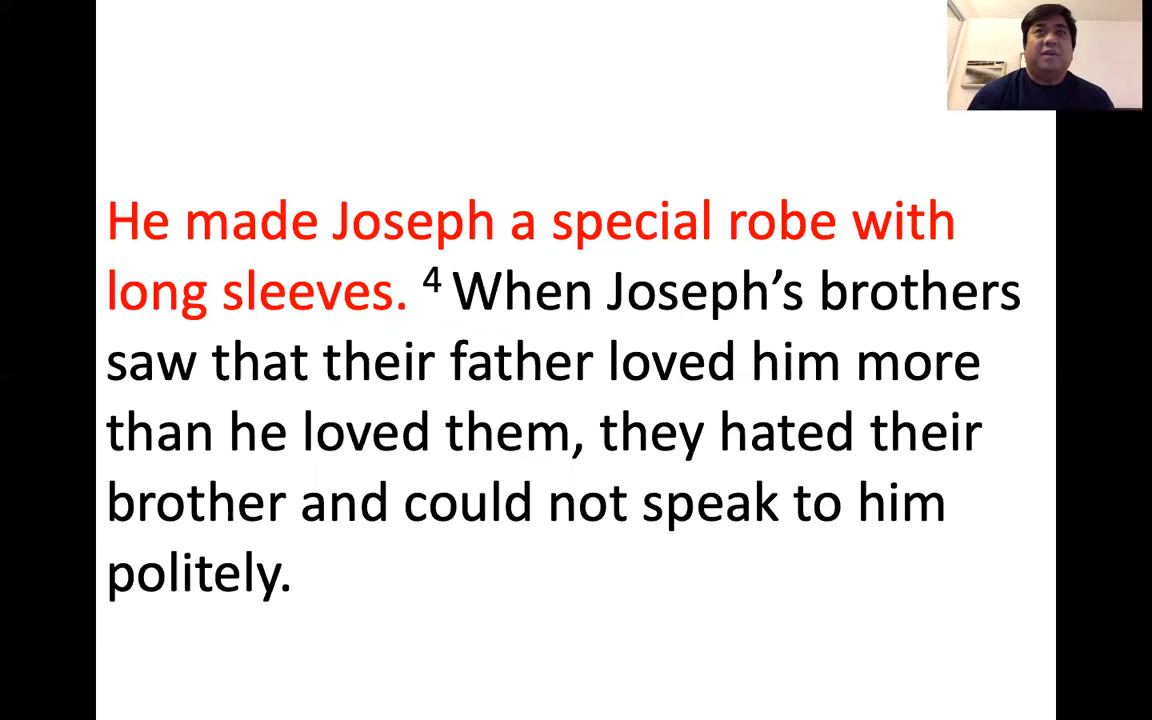 He made Joseph a special robe with
long sleeves. 4 When Joseph’s brothers
saw that their father loved him more
than he loved them, they hated their
brother and could not speak to him
politely.